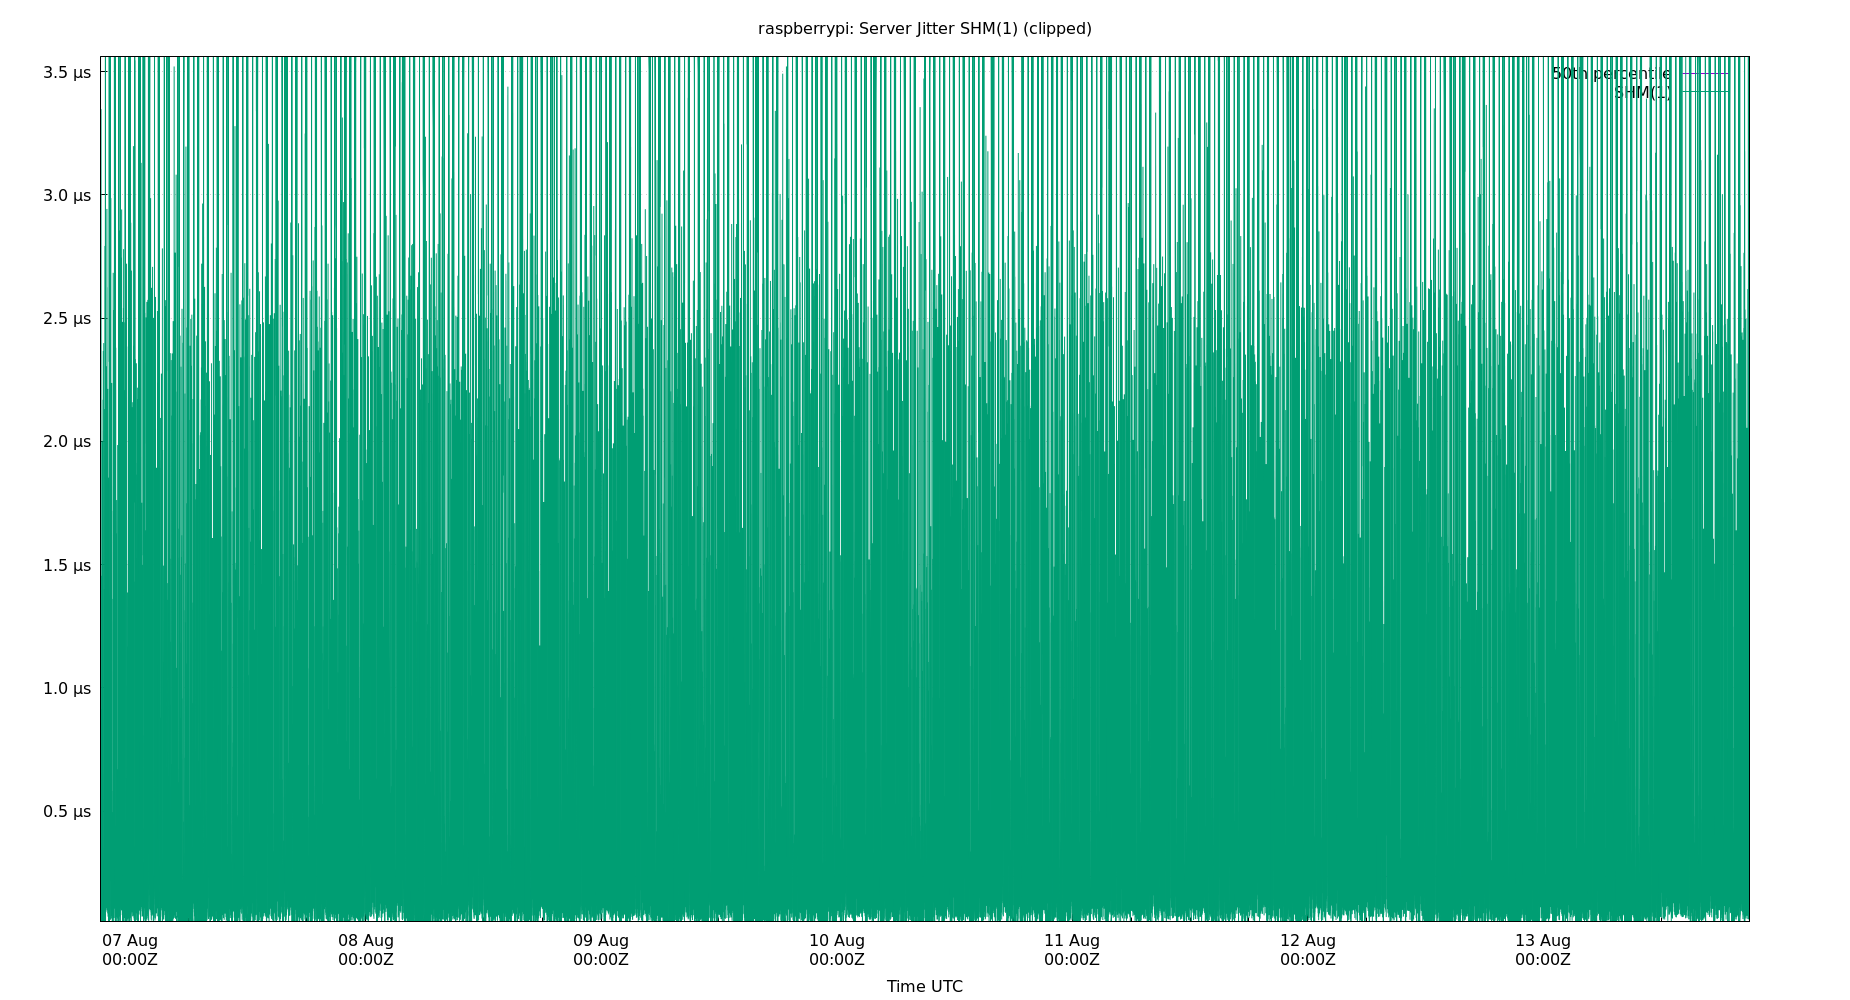 raspberrypi: Server Jitter SHM(1) (clipped)
3.5 µs
50th percentile
SHM(1)
3.0 µs
2.5 µs
2.0 µs
1.5 µs
1.0 µs
0.5 µs
07 Aug 08 Aug 09 Aug 10 Aug 11 Aug 12 Aug 13 Aug
00:00Z 00:00Z 00:00Z 00:00Z 00:00Z 00:00Z 00:00Z
Time UTC